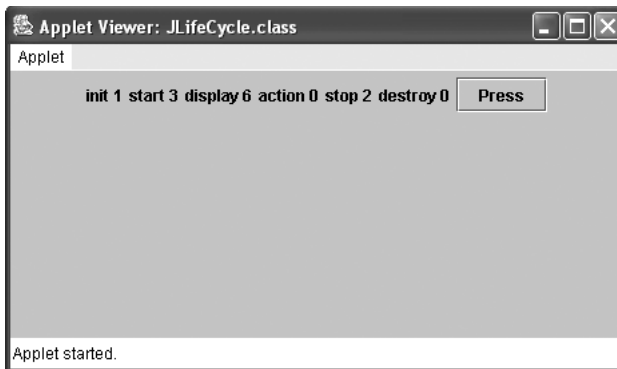 Applet Viewer: JLifeCycle.class
Applet
init 1 start 3 display 6 action 0 stop 2 destroy 0 Press
Applet started.